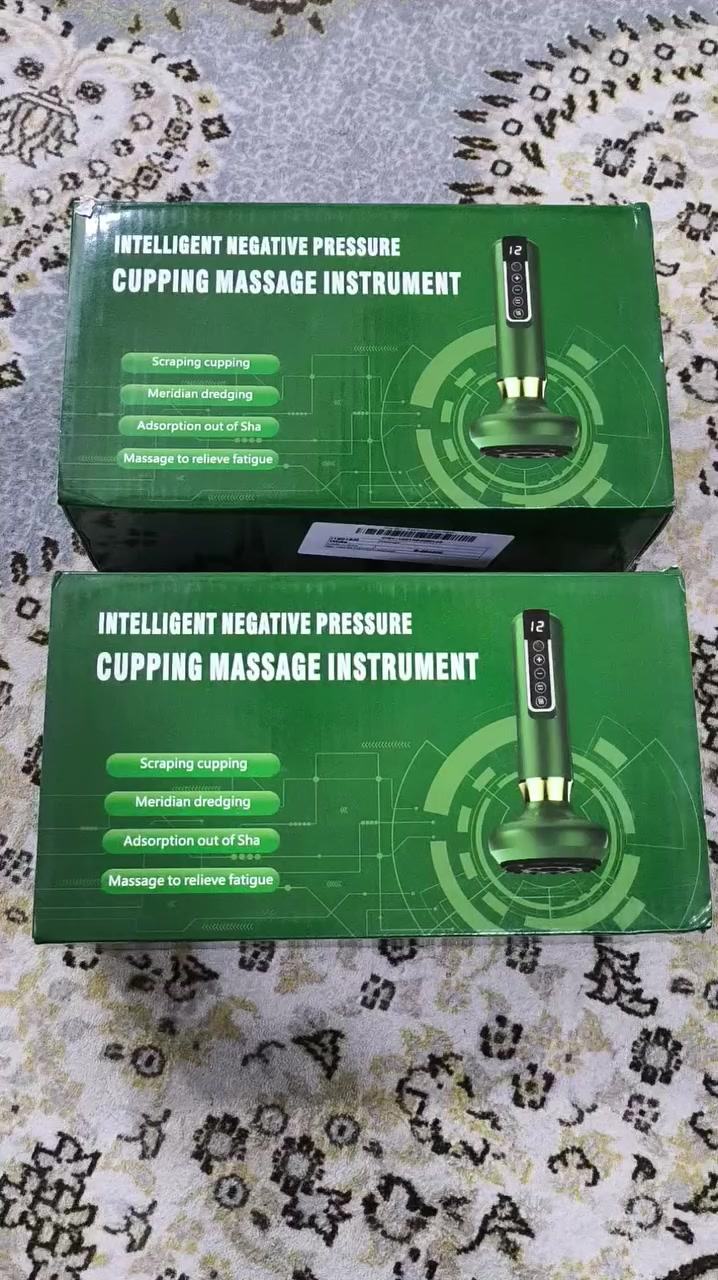 INTELLIGENT NEGATIVE PRESSURE
CUPPING MASSAGE INSTRUMENT
12
Scraping cupping
Meridian dredging
Adsorption out of Sha
Massage to relieve fatigue
INTELLIGENT NEGATIVE PRESSURE
CUPPING MASSAGE INSTRUMENT
12
Scraping cupping
Meridian dredging
Adsorption out of Sha
Massage to relieve fatigue